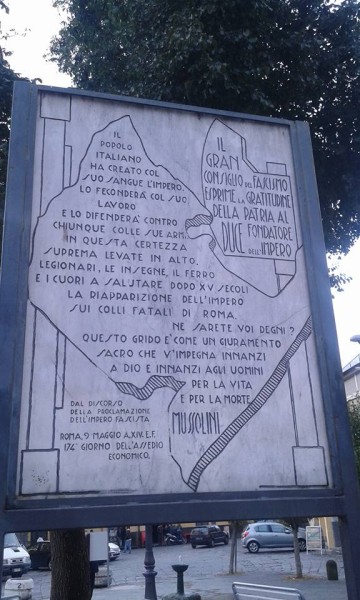 IL
POPOLO
ITALIANO
HA CREATO COL
SUO SANGUE L'IMPERO.
LO FECONDERA' COL SUO
LAVORO
E LO DIFENDERA' CONTRO
CHIUNQUE COLLE SUE ARMI
IN QUESTA CERTEZZA
SUPREMA LEVATE IN ALTO,
LEGIONARI, LE INSEGNE, IL FERRO
E I CUORI A SALUTARE DOPO XV SECOLI
LA RIAPPARIZIONE DELL'IMPERO
SUI COLLI FATALI DI ROMA.
NE SARETE VOI DEGNI?
QUESTO GRIDO E' COME UN GIURAMENTO
SACRO CHE V'IMPEGNA INNANZI
A DIO E INNANZI AGLI UOMINI
PER LA VITA
E PER LA MORTE
MUSSOLINI
DAL DISCORSO
DELLA PROCLAMAZIONE
DELL'IMPERO FASCISTA
ROMA, 9 MAGGIO A.XIV. E.F.
174° GIORNO DELL'ASSEDIO
ECONOMICO.
IL
GRAN
CONSIGLIO DEL FASCISMO
ESPRIME LA GRATITUDINE
DELLA PATRIA AL
DUCE FONDATORE
DELL'IMPERO